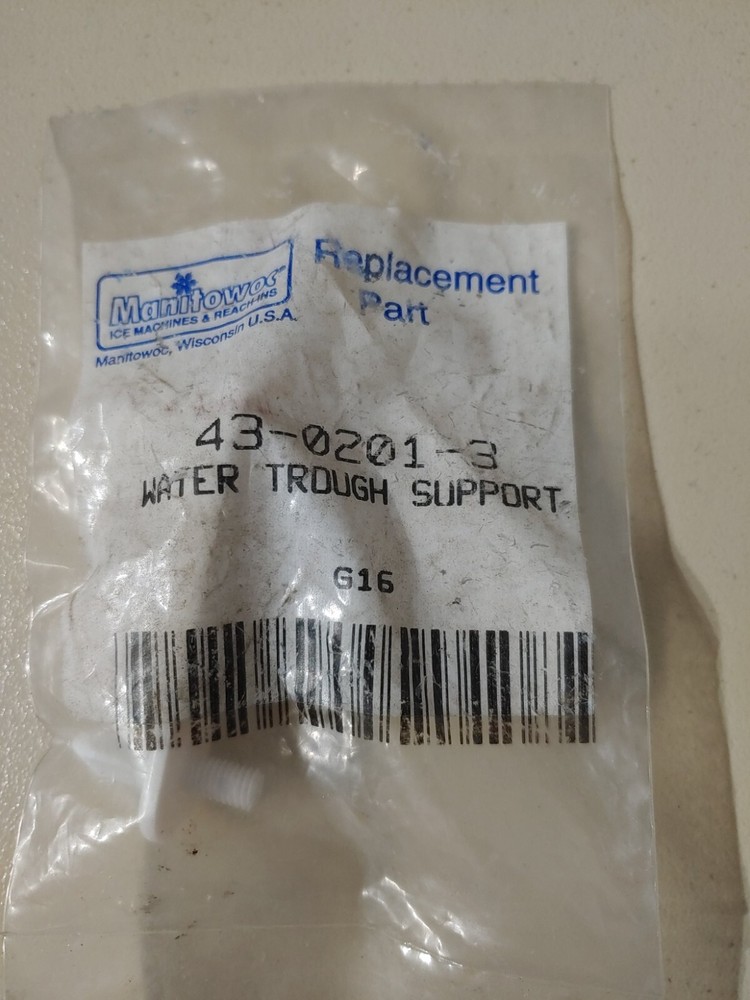 Manitowoc
ICE MACHINES & REACH-INS
Manitowoc, Wisconsin U.S.A.
Replacement
Part
43-0201-3
WATER TROUGH SUPPORT
G16